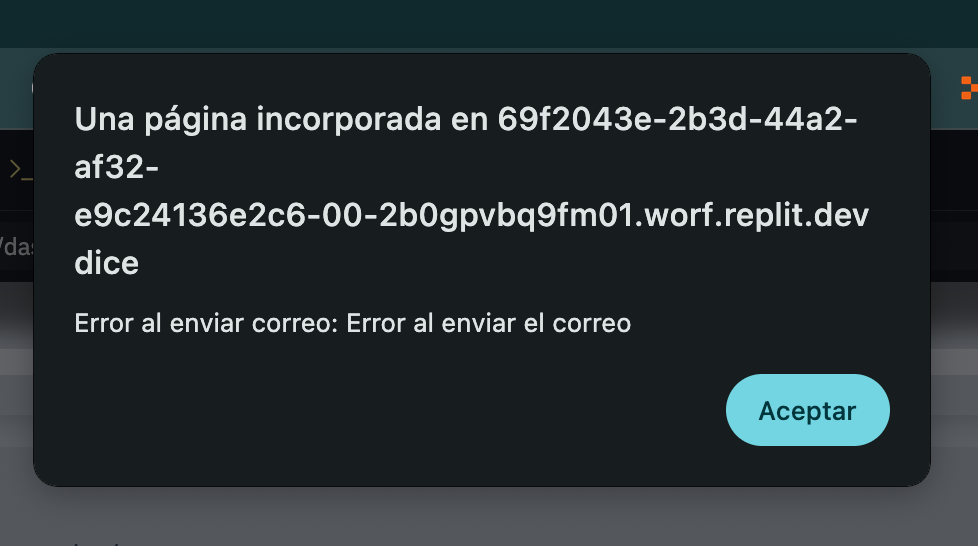 Una página incorporada en 69f2043e-2b3d-44a2-
af32-
e9c24136e2c6-00-2b0gpvbq9fm01.worf.replit.dev
dice
Error al enviar correo: Error al enviar el correo
Aceptar
>_
/das